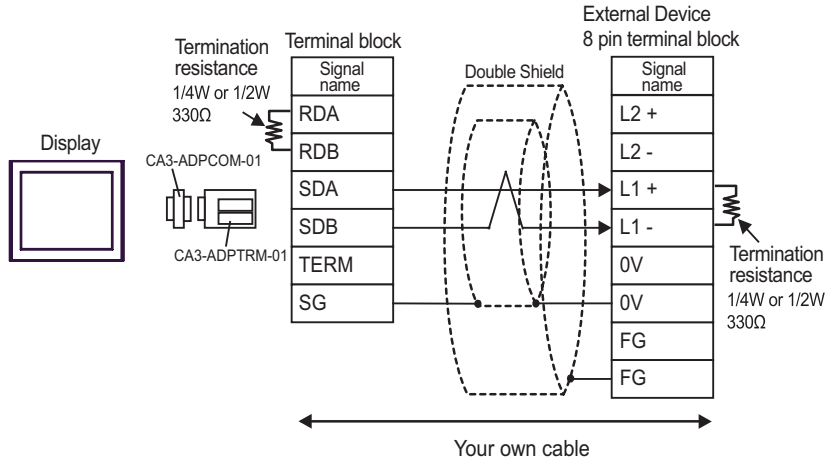 External Device
8 pin terminal block
Terminal block
Termination
resistance
1/4W or 1/2W
330Ω
Display
CA3-ADPCOM-01
CA3-ADPTRM-01
Signal
name
RDA
RDB
SDA
SDB
TERM
SG
Double Shield
Signal
name
L2 +
L2 -
L1 +
L1 -
0V
0V
FG
FG
Termination
resistance
1/4W or 1/2W
330Ω
Your own cable